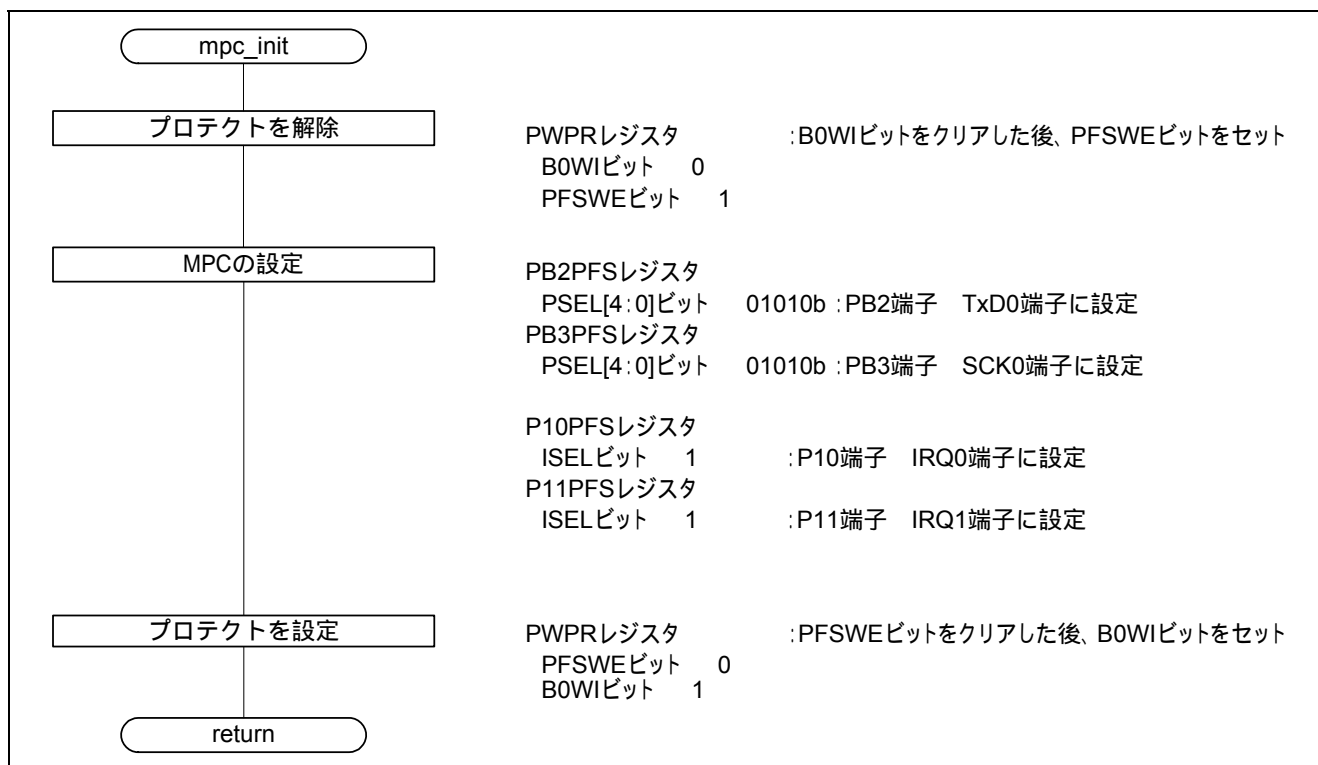 mpc_init
プロテクトを解除
PWPRレジスタ :B0WIビットをクリアした後、PFSWEビットをセット
B0WIビット 0
PFSWEビット 1
MPCの設定
PB2PFSレジスタ
PSEL[4:0]ビット 01010b :PB2端子 TxD0端子に設定
PB3PFSレジスタ
PSEL[4:0]ビット 01010b :PB3端子 SCK0端子に設定
P10PFSレジスタ
ISELビット 1 :P10端子 IRQ0端子に設定
P11PFSレジスタ
ISELビット 1 :P11端子 IRQ1端子に設定
プロテクトを設定
PWPRレジスタ :PFSWEビットをクリアした後、B0WIビットをセット
PFSWEビット 0
B0WIビット 1
return